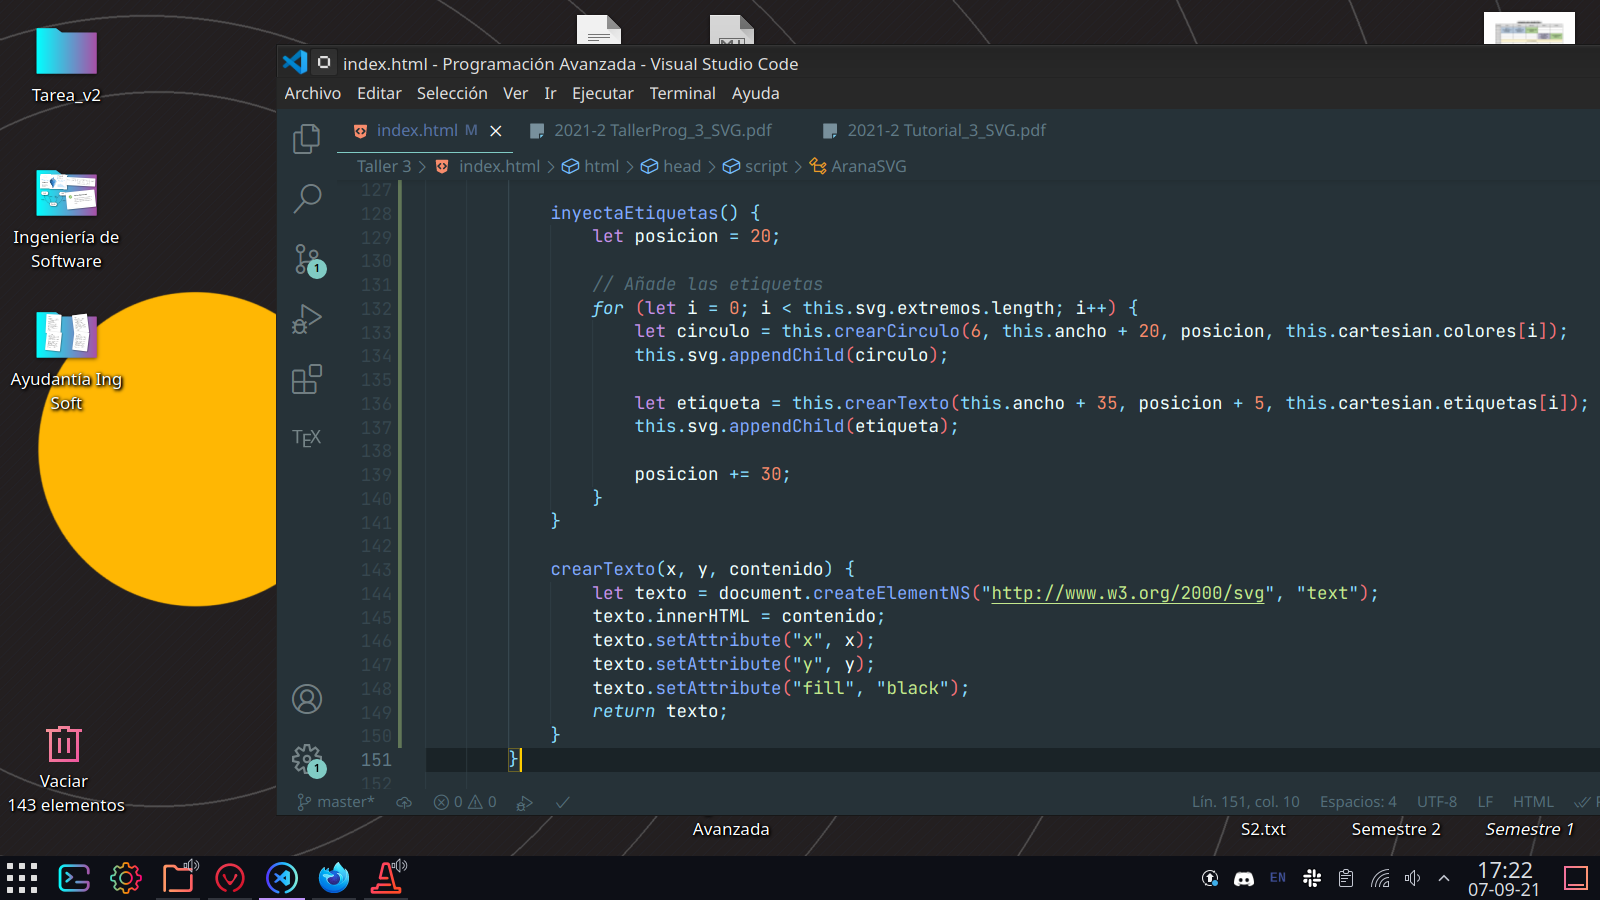 Tarea_v2
Ingeniería de
Software
Ayudantía Ing
Soft
Vaciar
143 elementos
index.html - Programación Avanzada - Visual Studio Code
Archivo Editar Selección Ver Ir Ejecutar Terminal Ayuda
index.html M 2021-2 TallerProg_3_SVG.pdf 2021-2 Tutorial_3_SVG.pdf
Taller 3 > index.html > html > head > script > AranaSVG
127
128 inyectaEtiquetas() {
129 let posicion = 20;
130
131 // Añade las etiquetas
132 for (let i = 0; i < this.svg.extremos.length; i++) {
133 let circulo = this.crearCirculo(6, this.ancho + 20, posicion, this.cartesian.colores[i]);
134 this.svg.appendChild(circulo);
135
136 let etiqueta = this.crearTexto(this.ancho + 35, posicion + 5, this.cartesian.etiquetas[i]);
137 this.svg.appendChild(etiqueta);
138
139 posicion += 30;
140 }
141 }
142
143 crearTexto(x, y, contenido) {
144 let texto = document.createElementNS("http://www.w3.org/2000/svg", "text");
145 texto.innerHTML = contenido;
146 texto.setAttribute("x", x);
147 texto.setAttribute("y", y);
148 texto.setAttribute("fill", "black");
149 return texto;
150 }
151 }
152
TEX
1
1
master* 0 0 Lín. 151, col. 10 Espacios: 4 UTF-8 LF HTML
Avanzada S2.txt Semestre 2 Semestre 1
EN 17:22
07-09-21